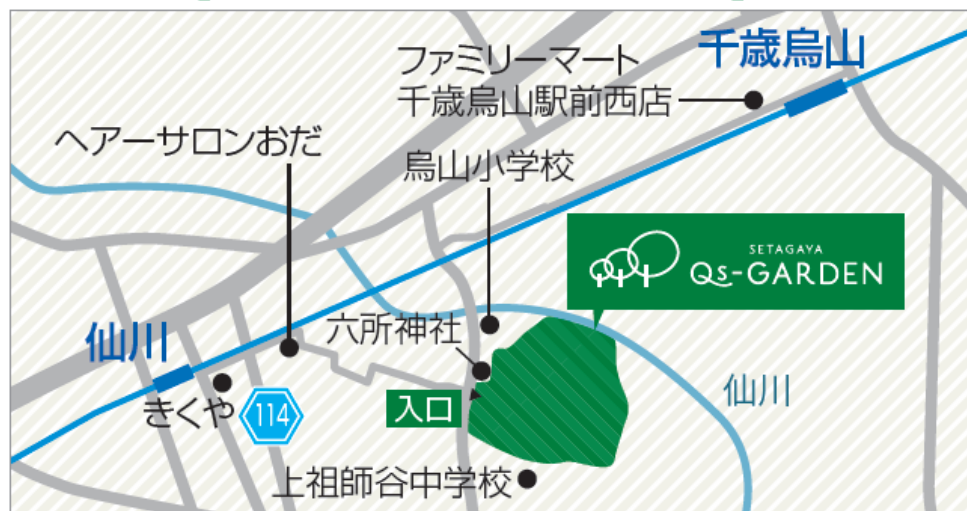 千歳烏山
ファミリーマート
千歳烏山駅前西店
ヘアーサロンおだ
烏山小学校
SETAGAYA
Qs-GARDEN
六所神社
仙川
仙川
入口
きくや
114
上祖師谷中学校